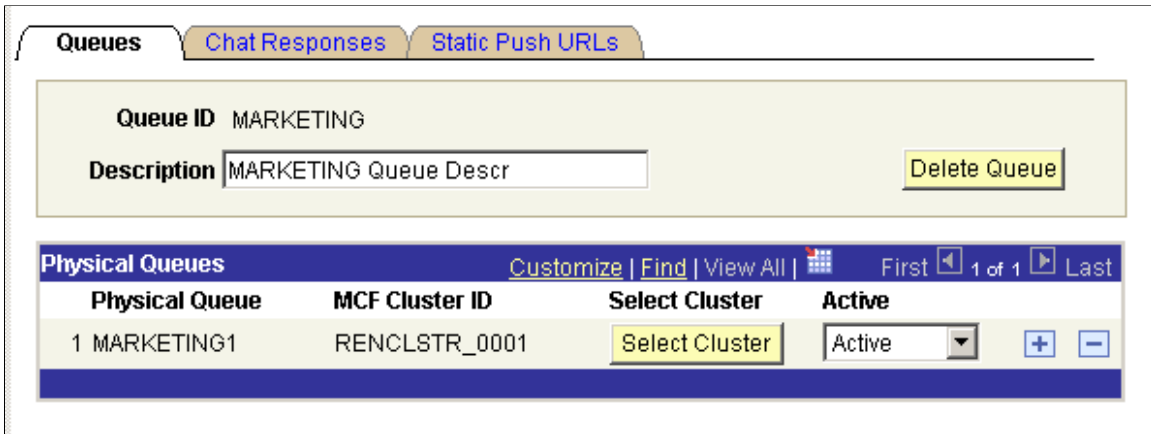 Queues Chat Responses Static Push URLs
Queue ID MARKETING
Description MARKETING Queue Descr Delete Queue
Physical Queues Customize | Find | View All | First 1 of 1 Last
Physical Queue MCF Cluster ID Select Cluster Active
1 MARKETING1 RENCLSTR_0001 Select Cluster Active + −